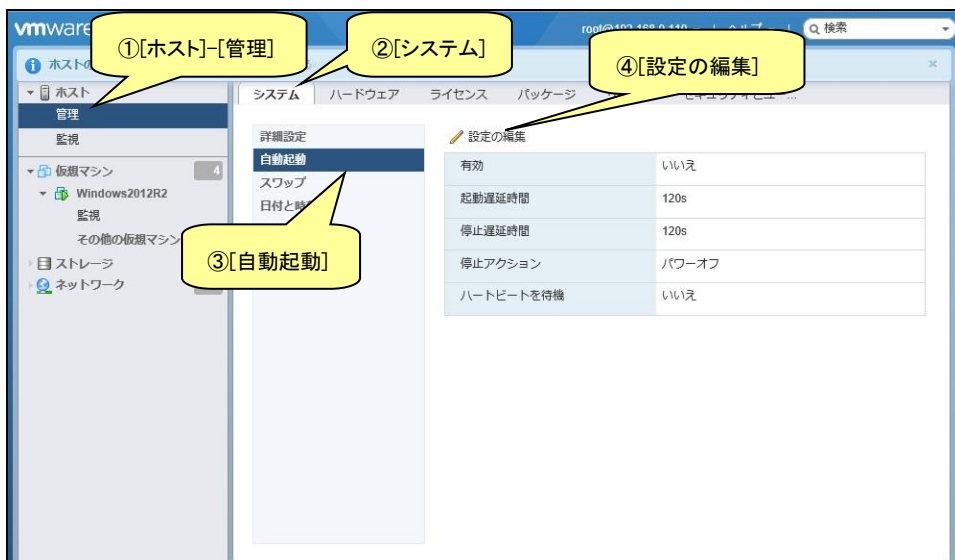 vmware
root@192.168.0.110 | ヘルプ | 検索
①[ホスト]-[管理]
②[システム]
④[設定の編集]
③[自動起動]
ホスト
管理
監視
仮想マシン 4
Windows2012R2
監視
その他の仮想マシン
ストレージ
ネットワーク
システム ハードウェア ライセンス パッケージ
詳細設定
自動起動
スワップ
日付と時
設定の編集
有効 いいえ
起動遅延時間 120s
停止遅延時間 120s
停止アクション パワーオフ
ハートビートを待機 いいえ